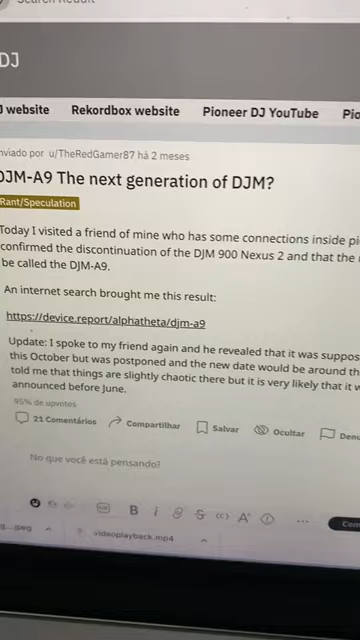 DJ
website
Rekordbox website
Pioneer DJ YouTube
nviado por u/TheRedGamer87 há 2 meses
DJM-A9 The next generation of DJM?
Rant/Speculation
Today I visited a friend of mine who has some connections inside
confirmed the discontinuation of the DJM 900 Nexus 2 and that the
be called the DJM-A9.
An internet search brought me this result:
https://device.report/alphatheta/djm-a9
Update: I spoke to my friend again and he revealed that it was suppos
this October but was postponed and the new date would be around th
told me that things are slightly chaotic there but it is very likely that it w
announced before June.
95% de upvotes
21 Comentários
Compartilhar
Salvar
Ocultar
Denu
No que você está pensando?
B i S A
...jpeg
videoplayback.mp4
Com